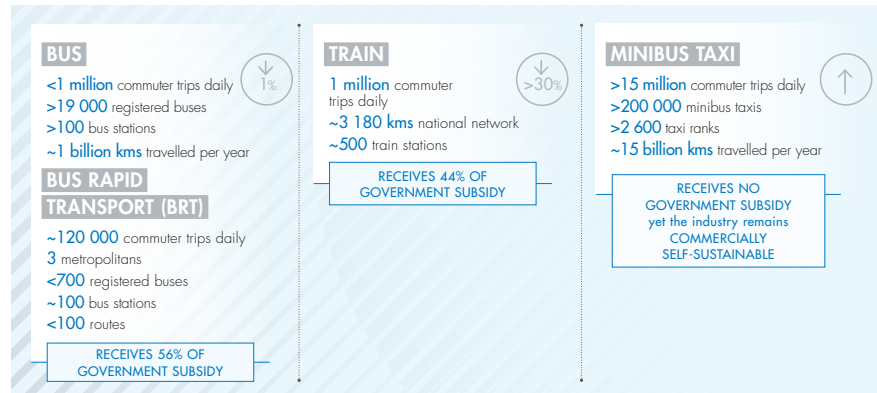 BUS
<1 million commuter trips daily
1%
>19 000 registered buses
>100 bus stations
~1 billion kms travelled per year
BUS RAPID
TRANSPORT (BRT)
~120 000 commuter trips daily
3 metropolitans
<700 registered buses
~100 bus stations
<100 routes
RECEIVES 56% OF
GOVERNMENT SUBSIDY
TRAIN
1 million commuter
trips daily
>30%
~3 180 kms national network
~500 train stations
RECEIVES 44% OF
GOVERNMENT SUBSIDY
MINIBUS TAXI
>15 million commuter trips daily
>200 000 minibus taxis
>2 600 taxi ranks
~15 billion kms travelled per year
RECEIVES NO
GOVERNMENT SUBSIDY
yet the industry remains
COMMERCIALLY
SELF-SUSTAINABLE